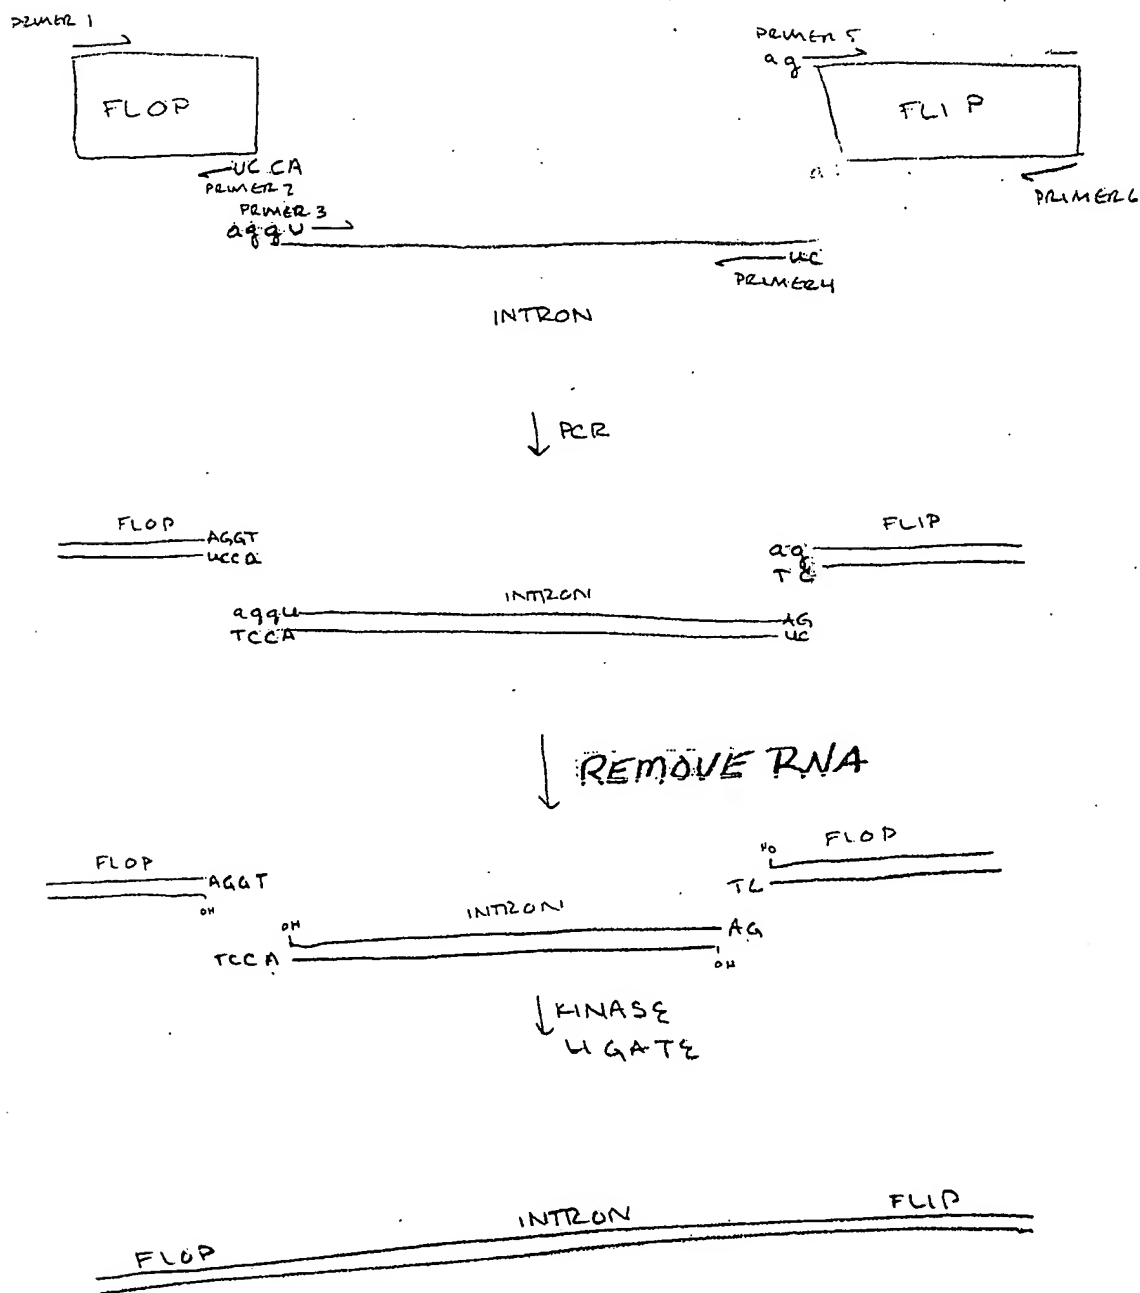 PRIMER 1
PRIMER 5
ag
FLOP
FLIP
UCCA
PRIMER 2
PRIMER 3
aggu
UC
PRIMER 4
PRIMER 6
INTRON
PCR
FLOP
AGGT
UCCA
FLIP
ag
TC
INTRON
aggu
TCCA
AG
UC
REMOVE RNA
FLOP
AGGT
OH
HO
FLOP
TC
INTRON
OH
TCCA
AG
OH
KINASE
LIGATE
FLOP
INTRON
FLIP